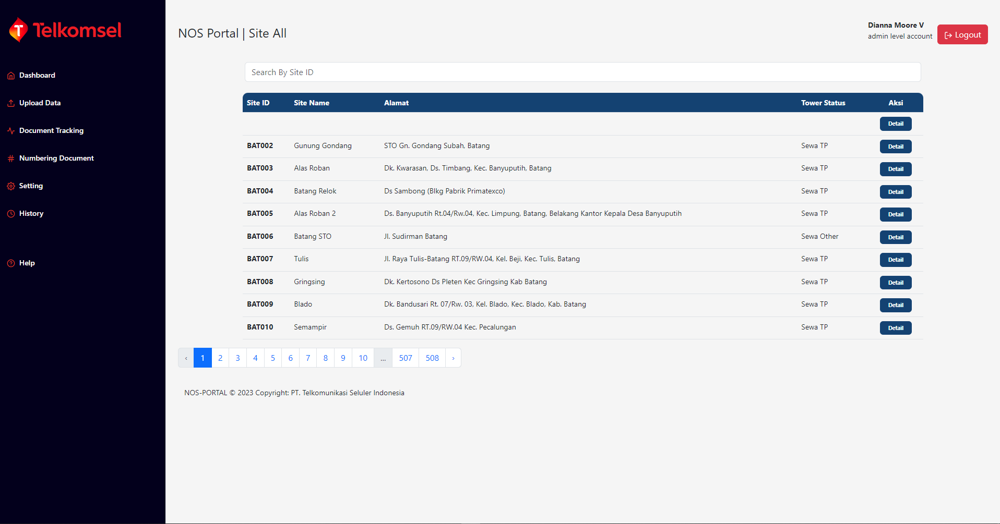 Telkomsel
Dashboard
Upload Data
Document Tracking
Numbering Document
Setting
History
Help
NOS Portal | Site All
Dianna Moore V
admin level account
Logout
Search By Site ID
Site ID Site Name Alamat Tower Status Aksi
Detail
BAT002 Gunung Gondang STO Gn. Gondang Subah, Batang Sewa TP Detail
BAT003 Alas Roban Dk. Kwarasan, Ds. Timbang, Kec. Banyuputih, Batang Sewa TP Detail
BAT004 Batang Relok Ds Sambong (Blkg Pabrik Primatexco) Sewa TP Detail
BAT005 Alas Roban 2 Ds. Banyuputih Rt.04/Rw.04, Kec. Limpung, Batang, Belakang Kantor Kepala Desa Banyuputih Sewa TP Detail
BAT006 Batang STO Jl. Sudirman Batang Sewa Other Detail
BAT007 Tulis Jl. Raya Tulis-Batang RT.09/RW.04, Kel. Beji, Kec. Tulis, Batang Sewa TP Detail
BAT008 Gringsing Dk. Kertosono Ds Pleten Kec Gringsing Kab Batang Sewa TP Detail
BAT009 Blado Dk. Bandusari Rt. 07/Rw. 03, Kel. Blado, Kec. Blado, Kab. Batang Sewa TP Detail
BAT010 Semampir Ds. Gemuh RT.09/RW.04 Kec. Pecalungan Sewa TP Detail
‹ 1 2 3 4 5 6 7 8 9 10 ... 507 508 ›
NOS-PORTAL © 2023 Copyright: PT. Telkomunikasi Seluler Indonesia